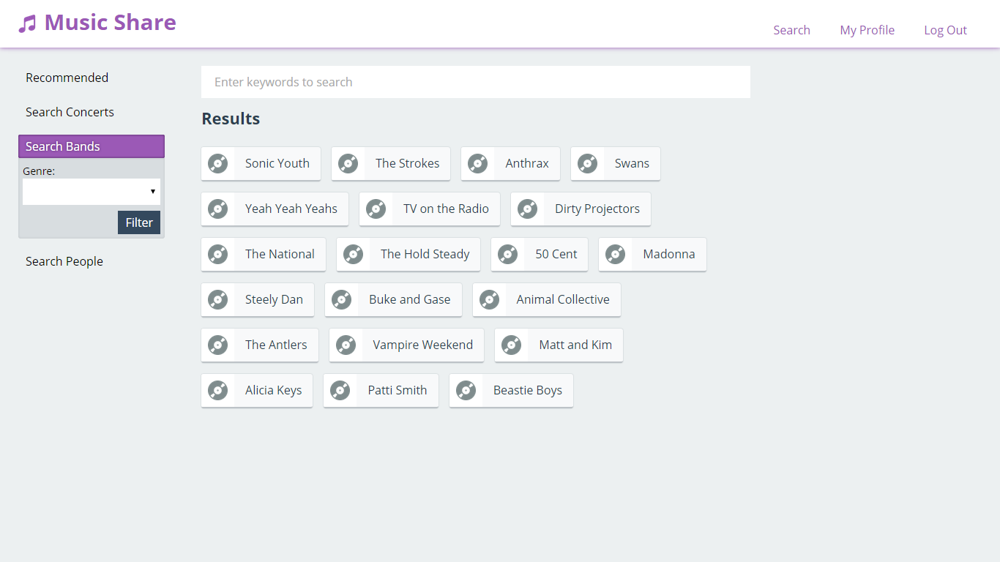 Music Share
Search My Profile Log Out
Recommended
Search Concerts
Search Bands
Genre:
Filter
Search People
Enter keywords to search
Results
Sonic Youth The Strokes Anthrax Swans
Yeah Yeah Yeahs TV on the Radio Dirty Projectors
The National The Hold Steady 50 Cent Madonna
Steely Dan Buke and Gase Animal Collective
The Antlers Vampire Weekend Matt and Kim
Alicia Keys Patti Smith Beastie Boys